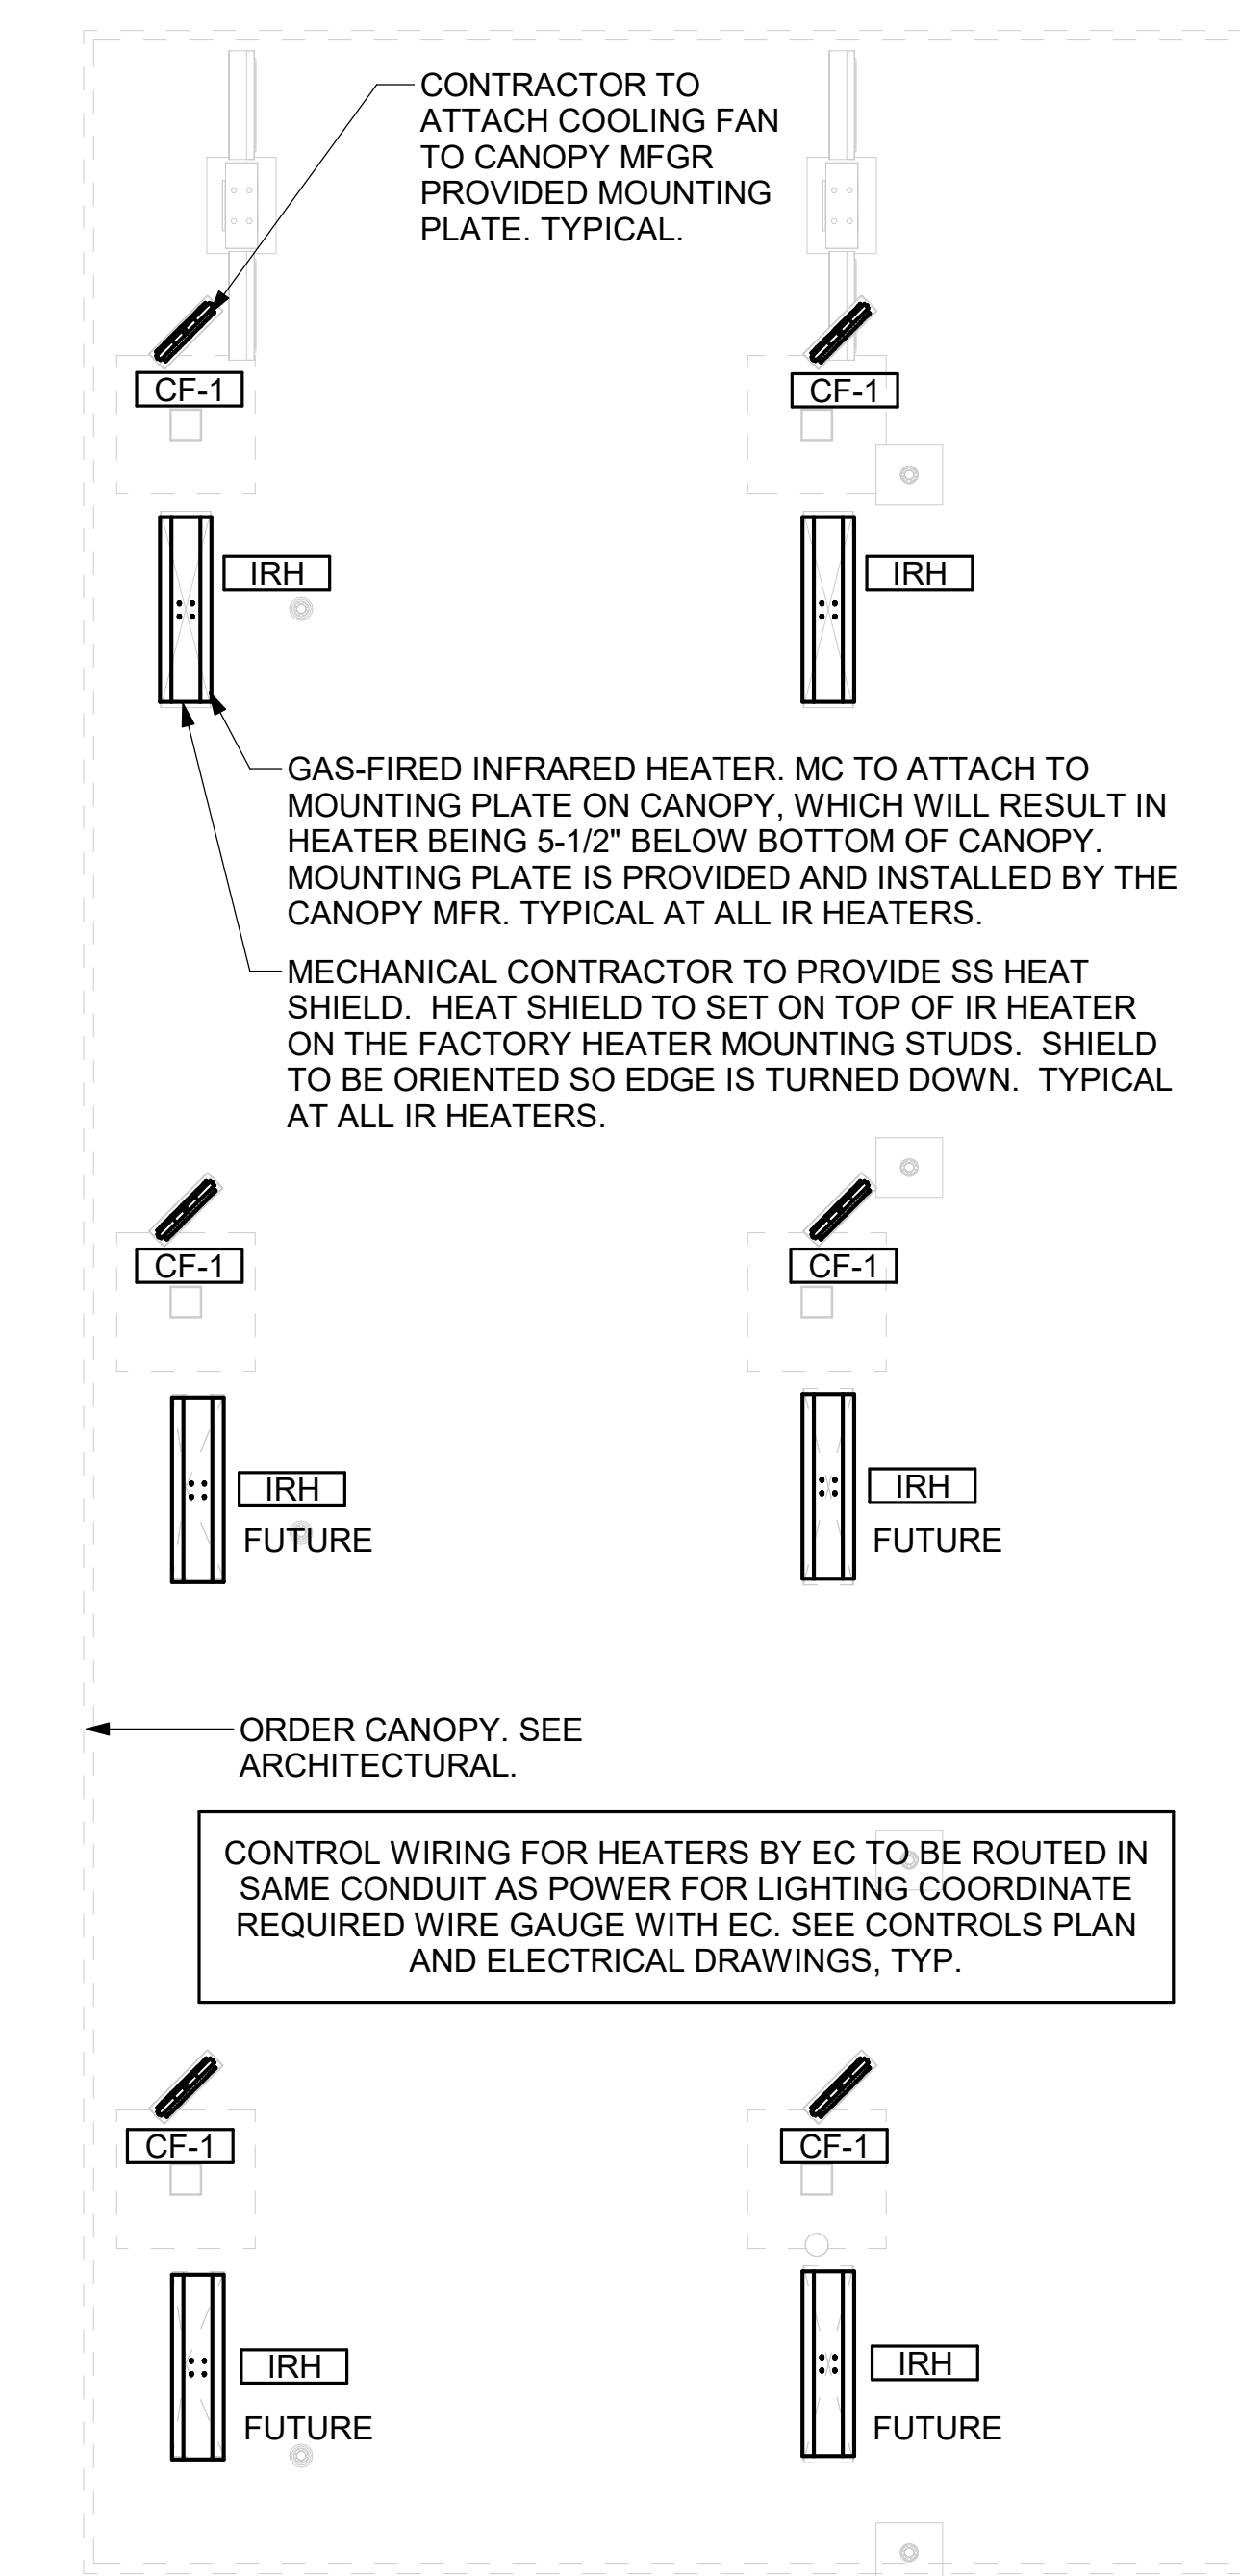 CONTRACTOR TO
ATTACH COOLING FAN
TO CANOPY MFGR
PROVIDED MOUNTING
PLATE. TYPICAL.
CF-1
CF-1
IRH
IRH
GAS-FIRED INFRARED HEATER. MC TO ATTACH TO
MOUNTING PLATE ON CANOPY, WHICH WILL RESULT IN
HEATER BEING 5-1/2" BELOW BOTTOM OF CANOPY.
MOUNTING PLATE IS PROVIDED AND INSTALLED BY THE
CANOPY MFR. TYPICAL AT ALL IR HEATERS.
MECHANICAL CONTRACTOR TO PROVIDE SS HEAT
SHIELD. HEAT SHIELD TO SET ON TOP OF IR HEATER
ON THE FACTORY HEATER MOUNTING STUDS. SHIELD
TO BE ORIENTED SO EDGE IS TURNED DOWN. TYPICAL
AT ALL IR HEATERS.
CF-1
CF-1
IRH
IRH
FUTURE
FUTURE
ORDER CANOPY. SEE
ARCHITECTURAL.
CONTROL WIRING FOR HEATERS BY EC TO BE ROUTED IN
SAME CONDUIT AS POWER FOR LIGHTING COORDINATE
REQUIRED WIRE GAUGE WITH EC. SEE CONTROLS PLAN
AND ELECTRICAL DRAWINGS, TYP.
CF-1
CF-1
IRH
IRH
FUTURE
FUTURE